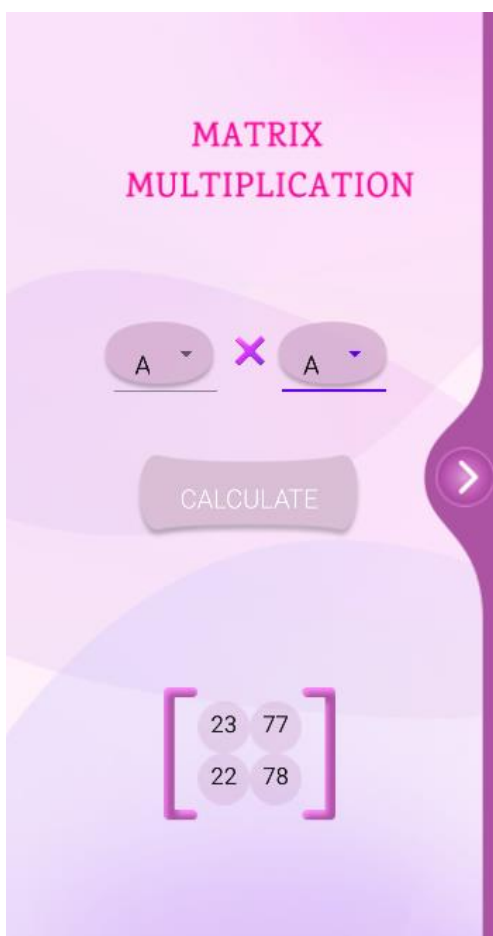 MATRIX
MULTIPLICATION
A × A
CALCULATE
23 77
22 78